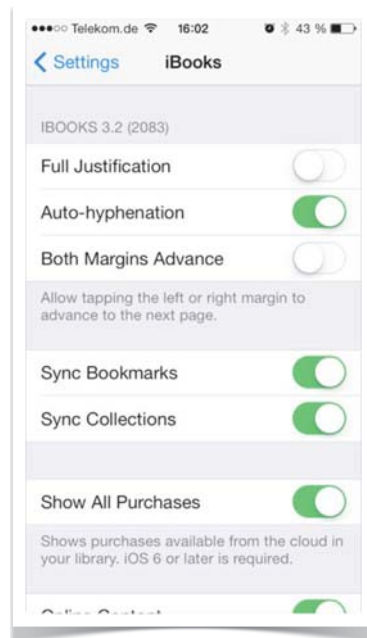 Telekom.de 16:02 43 %
Settings iBooks
IBOOKS 3.2 (2083)
Full Justification
Auto-hyphenation
Both Margins Advance
Allow tapping the left or right margin to
advance to the next page.
Sync Bookmarks
Sync Collections
Show All Purchases
Shows purchases available from the cloud in
your library. iOS 6 or later is required.
Online Content